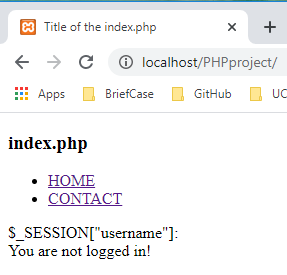 Title of the index.php
localhost/PHPproject/
Apps BriefCase GitHub UC
index.php
HOME
CONTACT
$_SESSION["username"]:
You are not logged in!